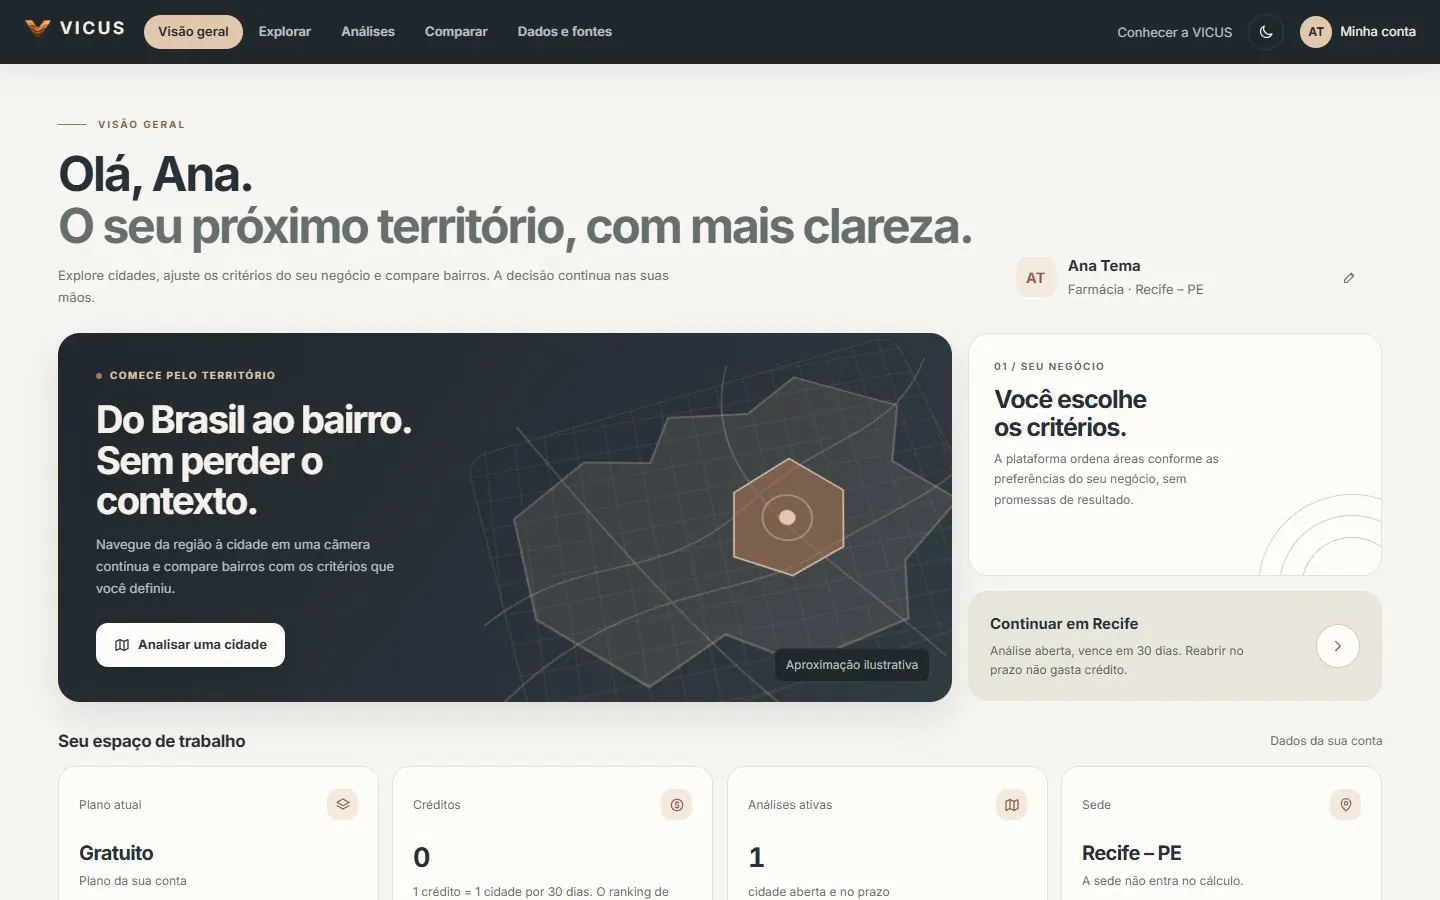 VICUS
Visão geral
Explorar
Análises
Comparar
Dados e fontes
Conhecer a VICUS
AT
Minha conta
VISÃO GERAL
Olá, Ana.
O seu próximo território, com mais clareza.
Explore cidades, ajuste os critérios do seu negócio e compare bairros. A decisão continua nas suas
mãos.
AT
Ana Tema
Farmácia · Recife – PE
COMECE PELO TERRITÓRIO
Do Brasil ao bairro.
Sem perder o
contexto.
Navegue da região à cidade em uma câmera
contínua e compare bairros com os critérios que
você definiu.
Analisar uma cidade
Aproximação ilustrativa
01 / SEU NEGÓCIO
Você escolhe
os critérios.
A plataforma ordena áreas conforme as
preferências do seu negócio, sem
promessas de resultado.
Continuar em Recife
Análise aberta, vence em 30 dias. Reabrir no
prazo não gasta crédito.
Seu espaço de trabalho
Dados da sua conta
Plano atual
Gratuito
Plano da sua conta
Créditos
0
1 crédito = 1 cidade por 30 dias. O ranking de
Análises ativas
1
cidade aberta e no prazo
Sede
Recife – PE
A sede não entra no cálculo.